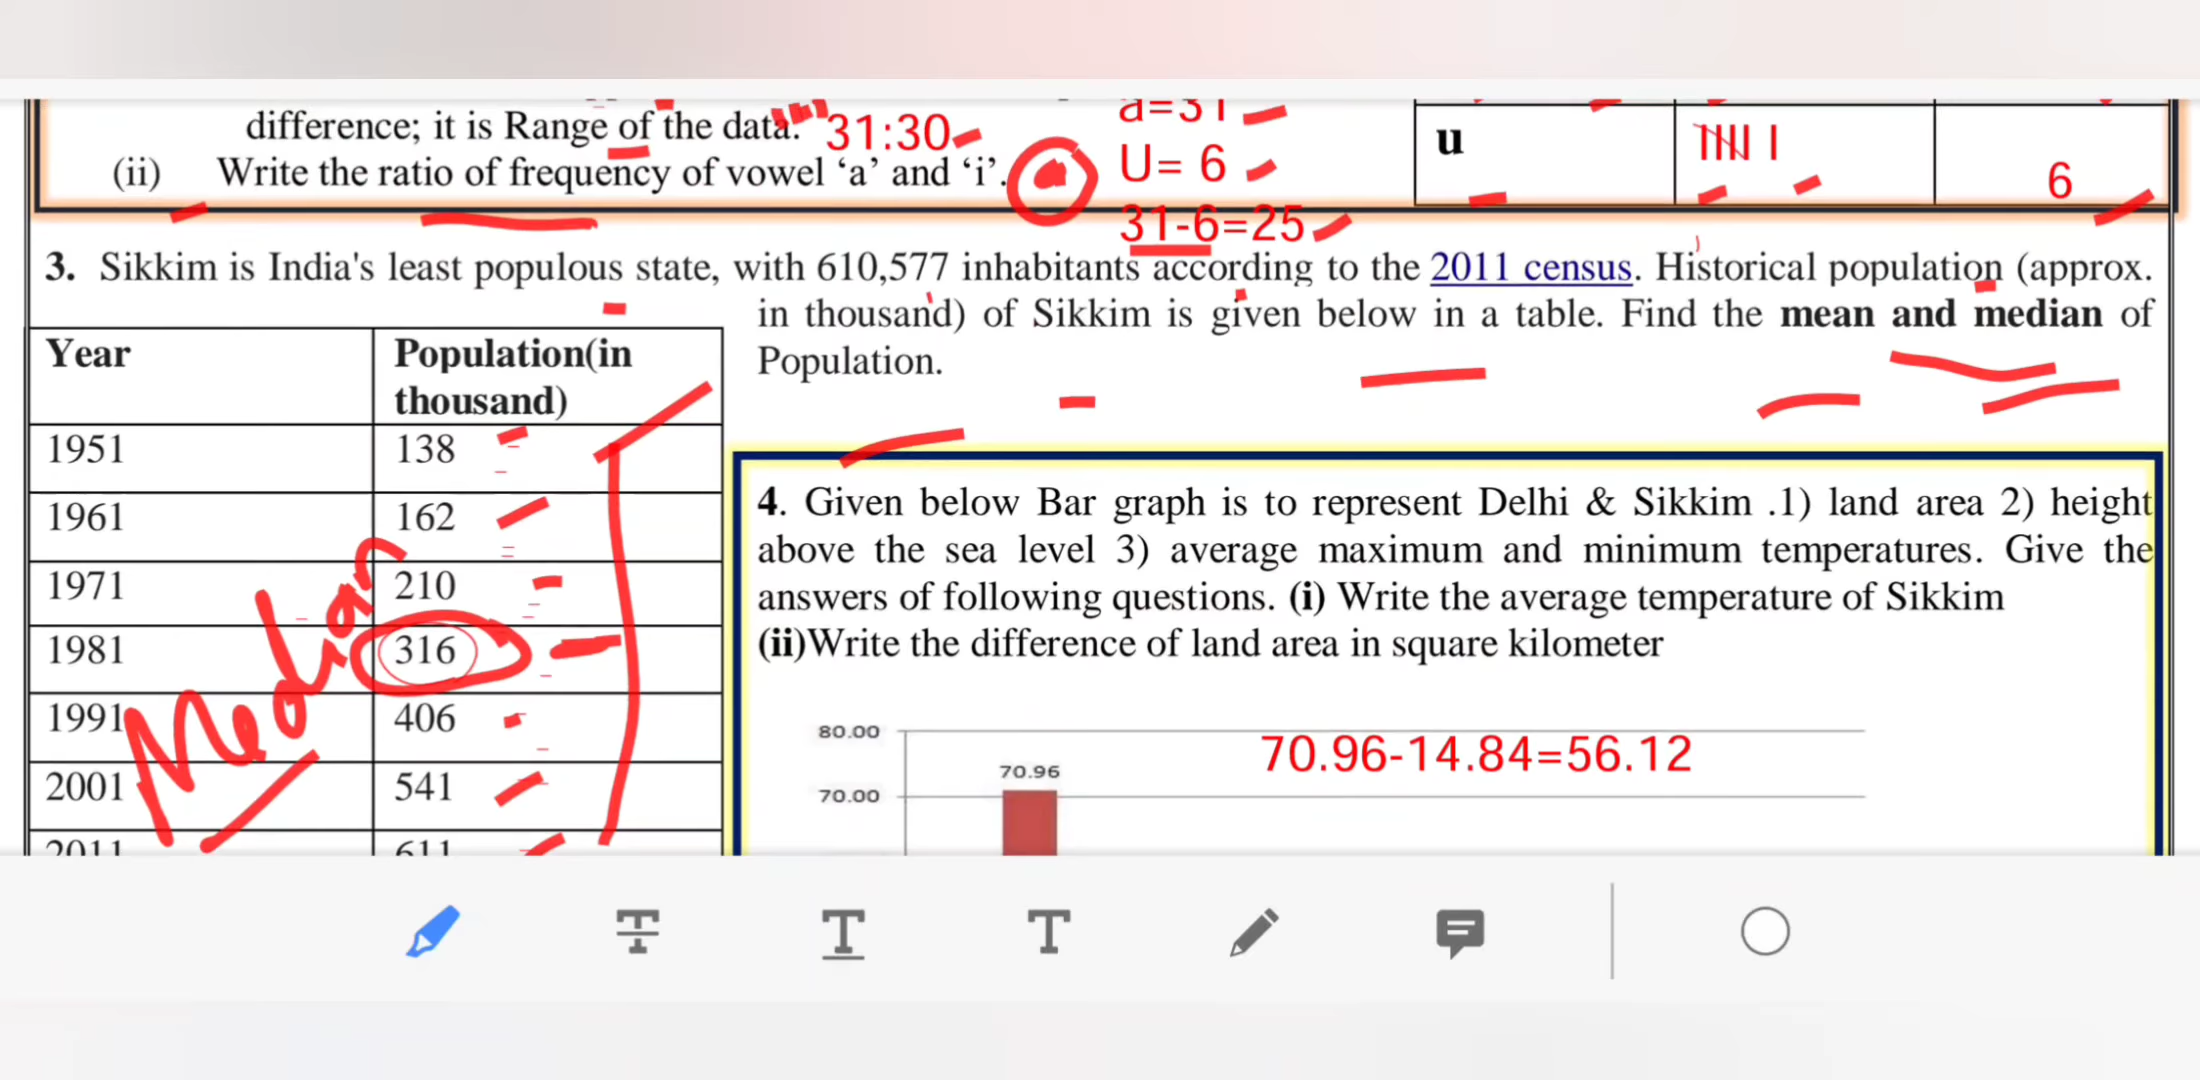 a=31
difference; it is Range of the data. 31:30
u
(ii) Write the ratio of frequency of vowel ‘a’ and ‘i’.
U= 6
6
31-6=25
3. Sikkim is India's least populous state, with 610,577 inhabitants according to the 2011 census. Historical population (approx.
in thousand) of Sikkim is given below in a table. Find the mean and median of
Population.
Year Population(in
thousand)
1951 138
1961 162
1971 210
1981 316
1991 406
2001 541
2011 611
Median
4. Given below Bar graph is to represent Delhi & Sikkim .1) land area 2) height
above the sea level 3) average maximum and minimum temperatures. Give the
answers of following questions. (i) Write the average temperature of Sikkim
(ii)Write the difference of land area in square kilometer
80.00
70.96-14.84=56.12
70.96
70.00